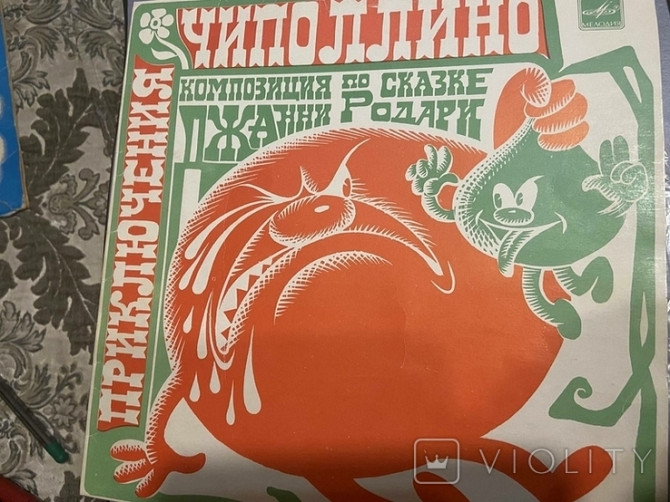 ПРИКЛЮЧЕНИЯ
ЧИПОЛЛИНО
КОМПОЗИЦИЯ ПО СКАЗКЕ
ДЖАННИ РОДАРИ
МЕЛОДИЯ
VIOLITY